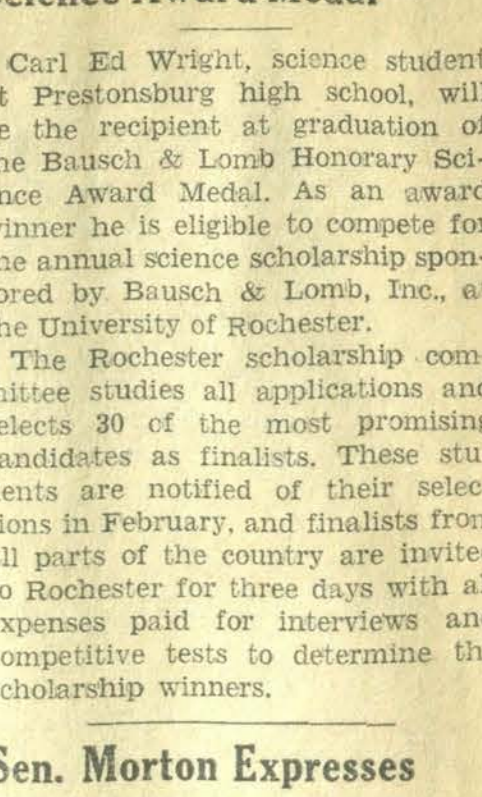 Science Award Medal
Carl Ed Wright, science student
t Prestonsburg high school, will
e the recipient at graduation of
he Bausch & Lomb Honorary Sci-
nce Award Medal. As an award
inner he is eligible to compete for
he annual science scholarship spon-
ored by Bausch & Lomb, Inc., a
he University of Rochester.
The Rochester scholarship com-
mittee studies all applications and
elects 30 of the most promising
andidates as finalists. These stu
ents are notified of their selec
ions in February, and finalists from
ll parts of the country are invite
o Rochester for three days with al
xpenses paid for interviews an
ompetitive tests to determine th
cholarship winners.
Sen. Morton Expresses